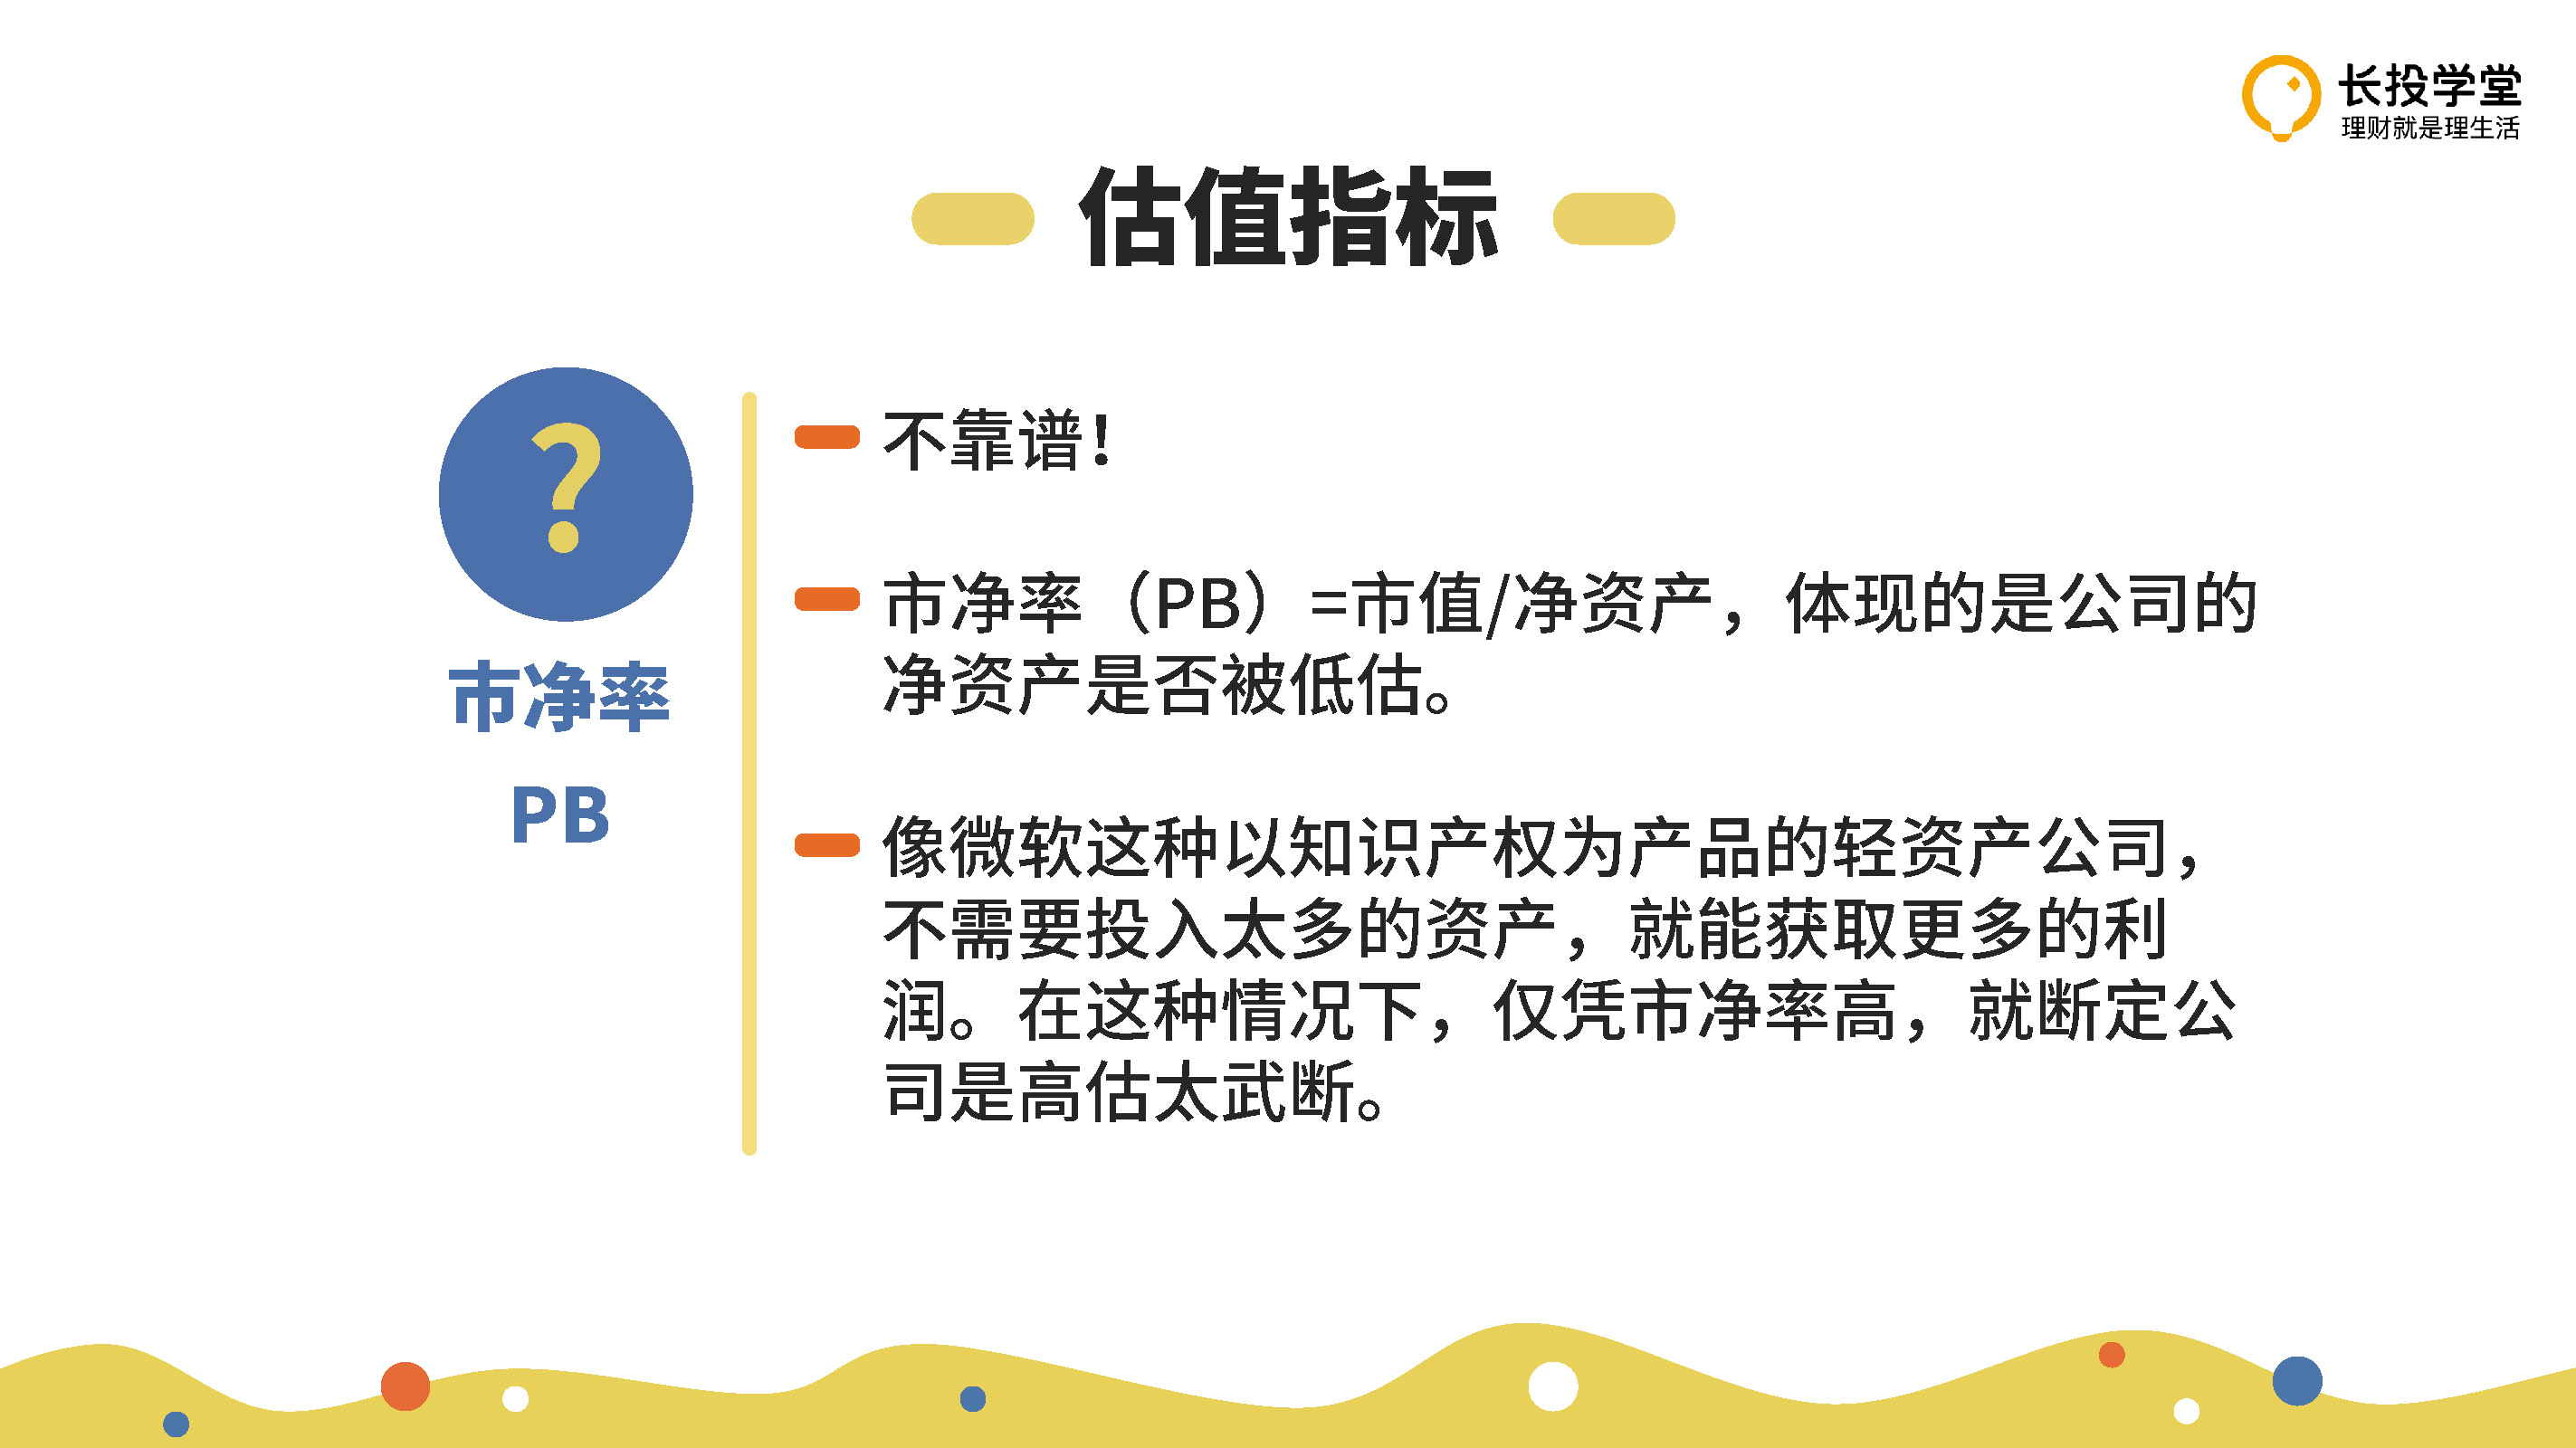 长投学堂
理财就是理生活
估值指标
?
市净率
PB
不靠谱！
市净率（PB）=市值/净资产，体现的是公司的
净资产是否被低估。
像微软这种以知识产权为产品的轻资产公司，
不需要投入太多的资产，就能获取更多的利
润。在这种情况下，仅凭市净率高，就断定公
司是高估太武断。